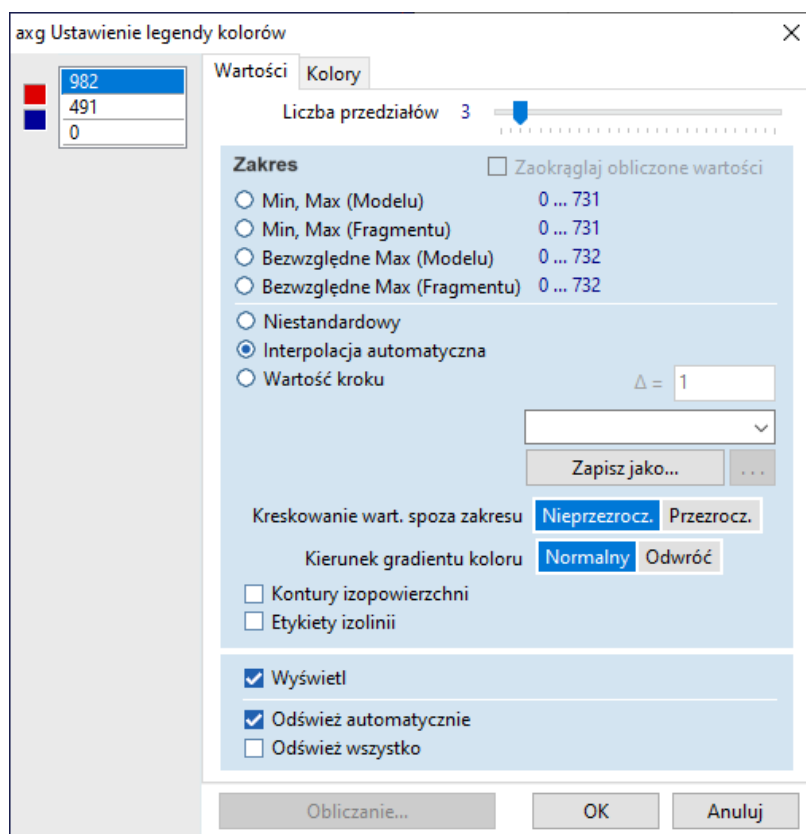 axg Ustawienie legendy kolorów
982
491
0
Wartości Kolory
Liczba przedziałów 3
Zakres Zaokrąglaj obliczone wartości
Min, Max (Modelu) 0 ... 731
Min, Max (Fragmentu) 0 ... 731
Bezwzględne Max (Modelu) 0 ... 732
Bezwzględne Max (Fragmentu) 0 ... 732
Niestandardowy
Interpolacja automatyczna
Wartość kroku Δ = 1
Zapisz jako... ...
Kreskowanie wart. spoza zakresu Nieprzezrocz. Przezrocz.
Kierunek gradientu koloru Normalny Odwróć
Kontury izopowierzchni
Etykiety izolinii
Wyświetl
Odśwież automatycznie
Odśwież wszystko
Obliczanie... OK Anuluj